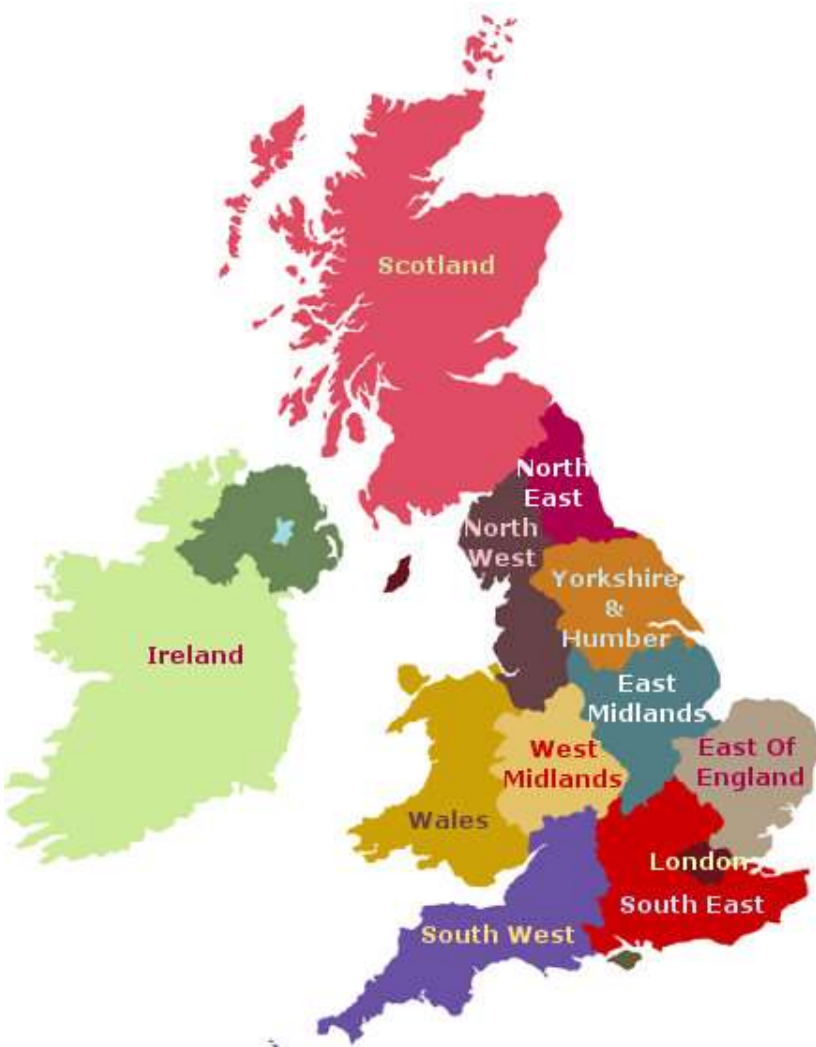 Scotland
North
East
North
West
Yorkshire
&
Humber
Ireland
East
Midlands
West
Midlands
East Of
England
Wales
London
South East
South West